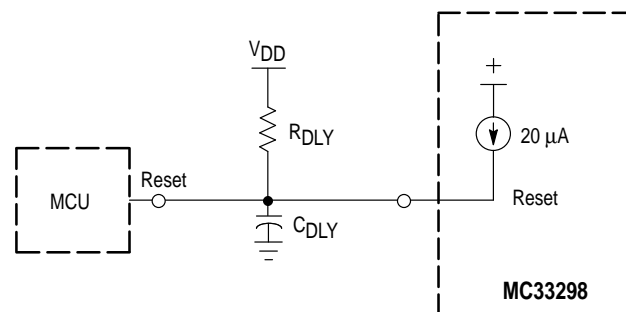 VDD
+
RDLY
20 μA
MCU
Reset
Reset
CDLY
MC33298